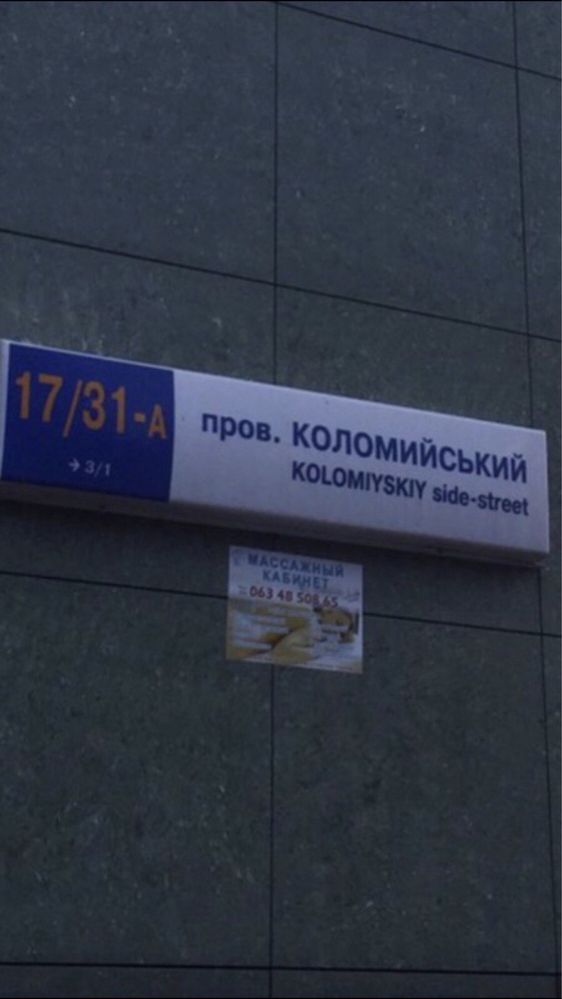 17/31-А
→ 3/1
пров. КОЛОМИЙСЬКИЙ
KOLOMIYSKIY side-street
МАССАЖНЫЙ
КАБИНЕТ
063 48 508 65